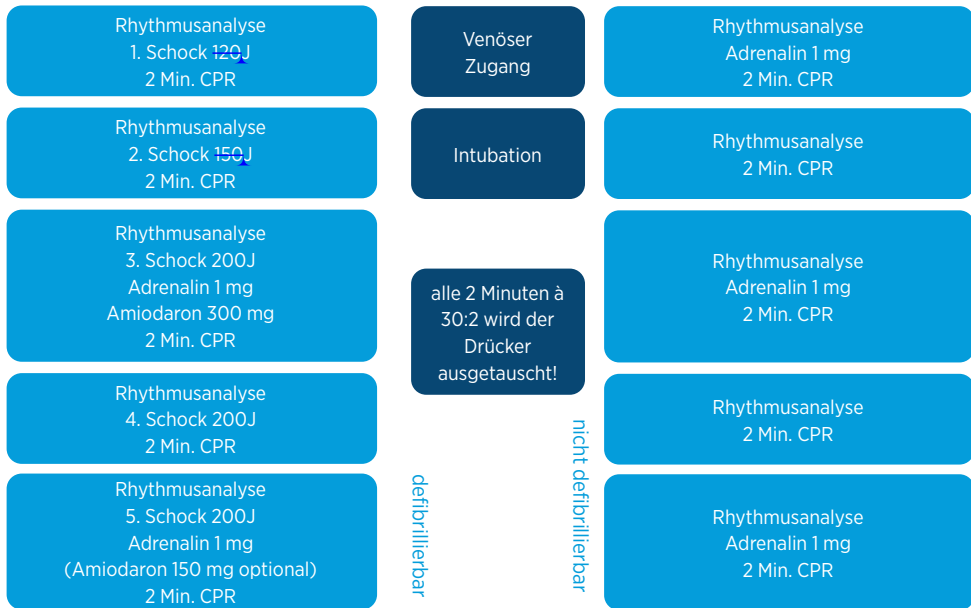 Rhythmusanalyse
1. Schock 120J
2 Min. CPR
Rhythmusanalyse
2. Schock 150J
2 Min. CPR
Rhythmusanalyse
3. Schock 200J
Adrenalin 1 mg
Amiodaron 300 mg
2 Min. CPR
Rhythmusanalyse
4. Schock 200J
2 Min. CPR
Rhythmusanalyse
5. Schock 200J
Adrenalin 1 mg
(Amiodaron 150 mg optional)
2 Min. CPR
defibrillierbar
Venöser
Zugang
Intubation
alle 2 Minuten à
30:2 wird der
Drücker
ausgetauscht!
nicht defibrillierbar
Rhythmusanalyse
Adrenalin 1 mg
2 Min. CPR
Rhythmusanalyse
2 Min. CPR
Rhythmusanalyse
Adrenalin 1 mg
2 Min. CPR
Rhythmusanalyse
2 Min. CPR
Rhythmusanalyse
Adrenalin 1 mg
2 Min. CPR